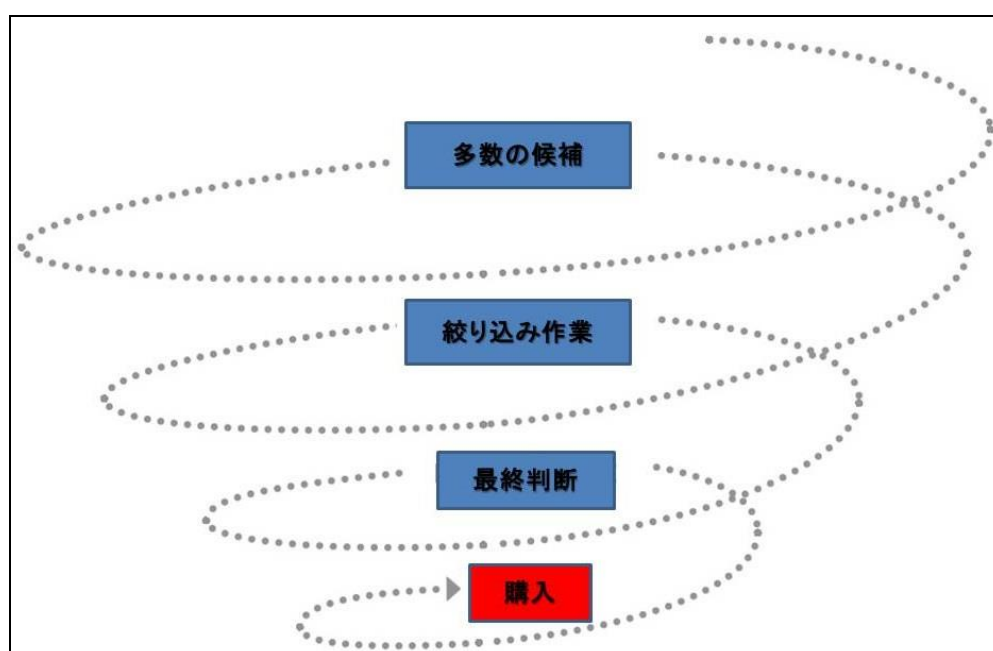 多数の候補
絞り込み作業
最終判断
購入